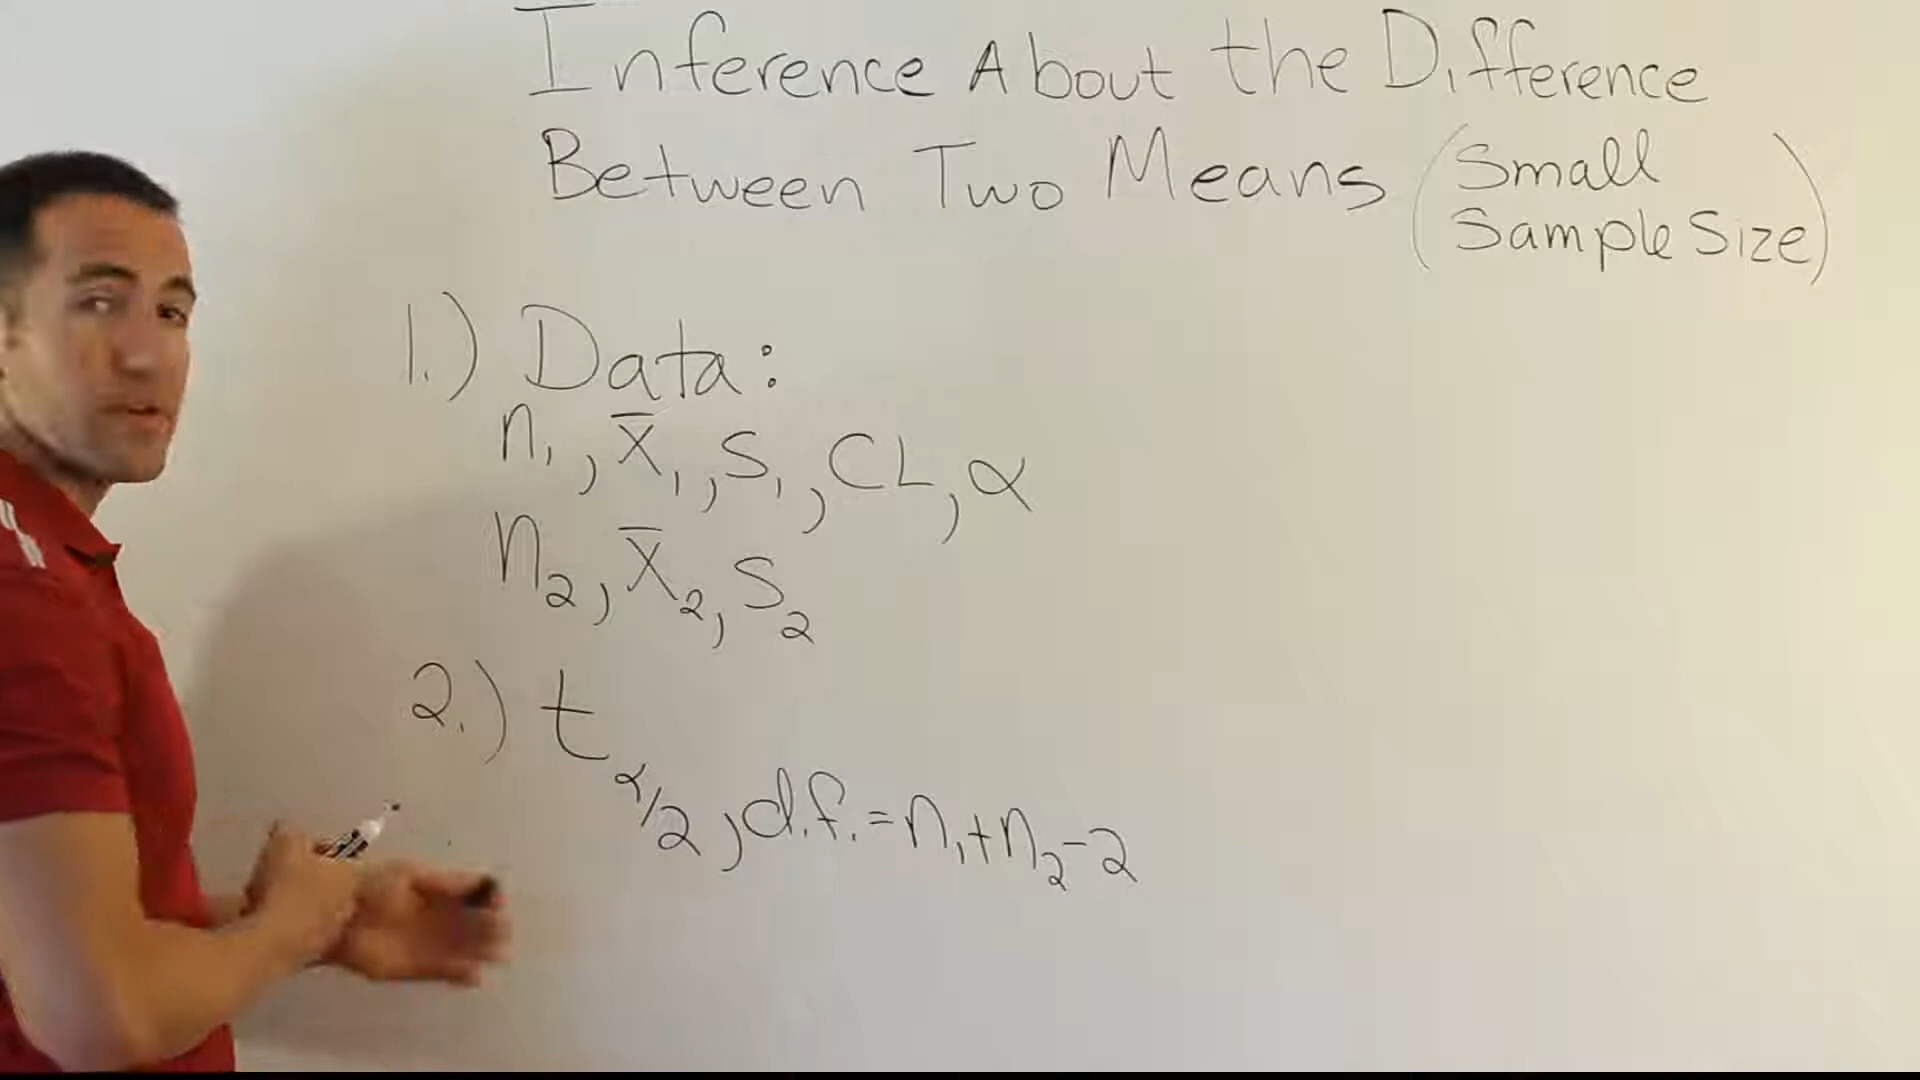 Inference About the Difference
Between Two Means (Small
Sample Size)
1.) Data:
n₁, x̄₁, s₁, CL, α
n₂, x̄₂, s₂
2.) t α/2, d.f. = n₁+n₂-2